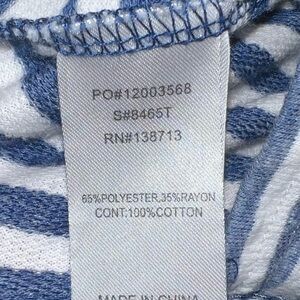 PO#12003568
S#8465T
RN#138713
65%POLYESTER,35%RAYON
CONT.100%COTTON
MADE IN CHINA